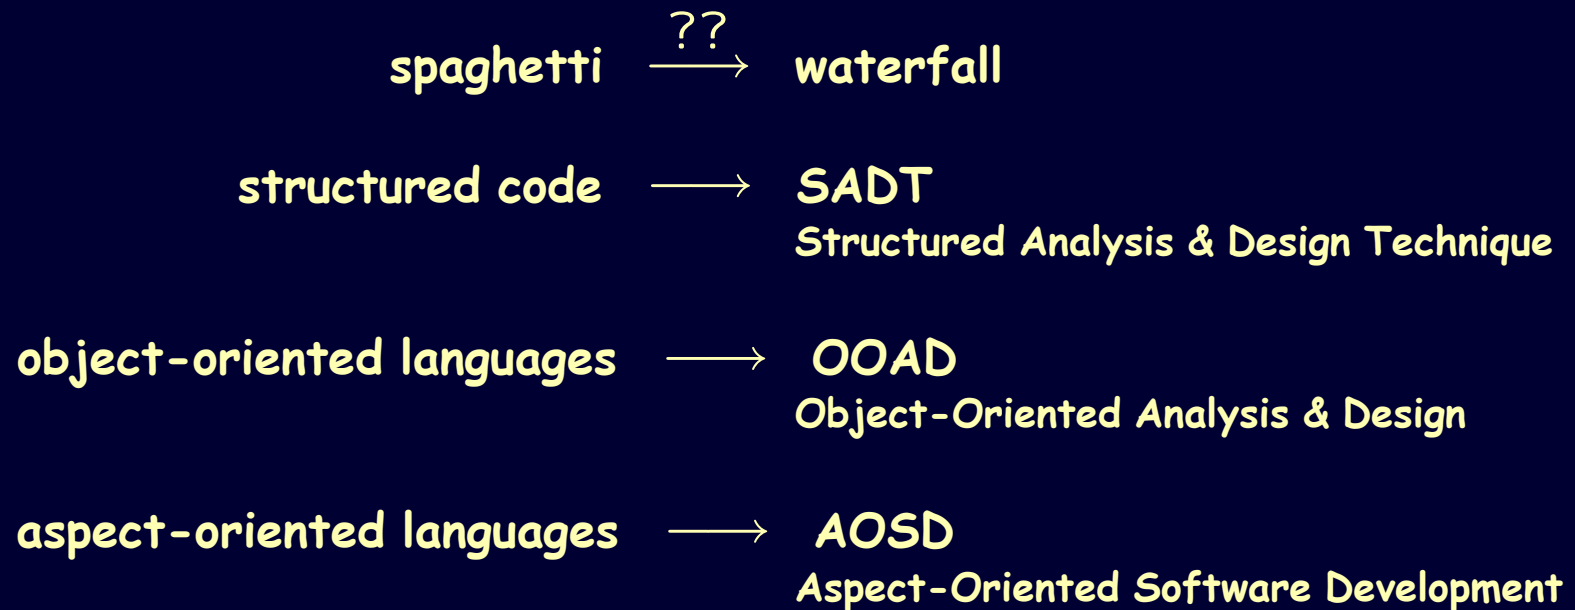 ??
spaghetti ⟶ waterfall
structured code ⟶ SADT
Structured Analysis & Design Technique
object-oriented languages ⟶ OOAD
Object-Oriented Analysis & Design
aspect-oriented languages ⟶ AOSD
Aspect-Oriented Software Development